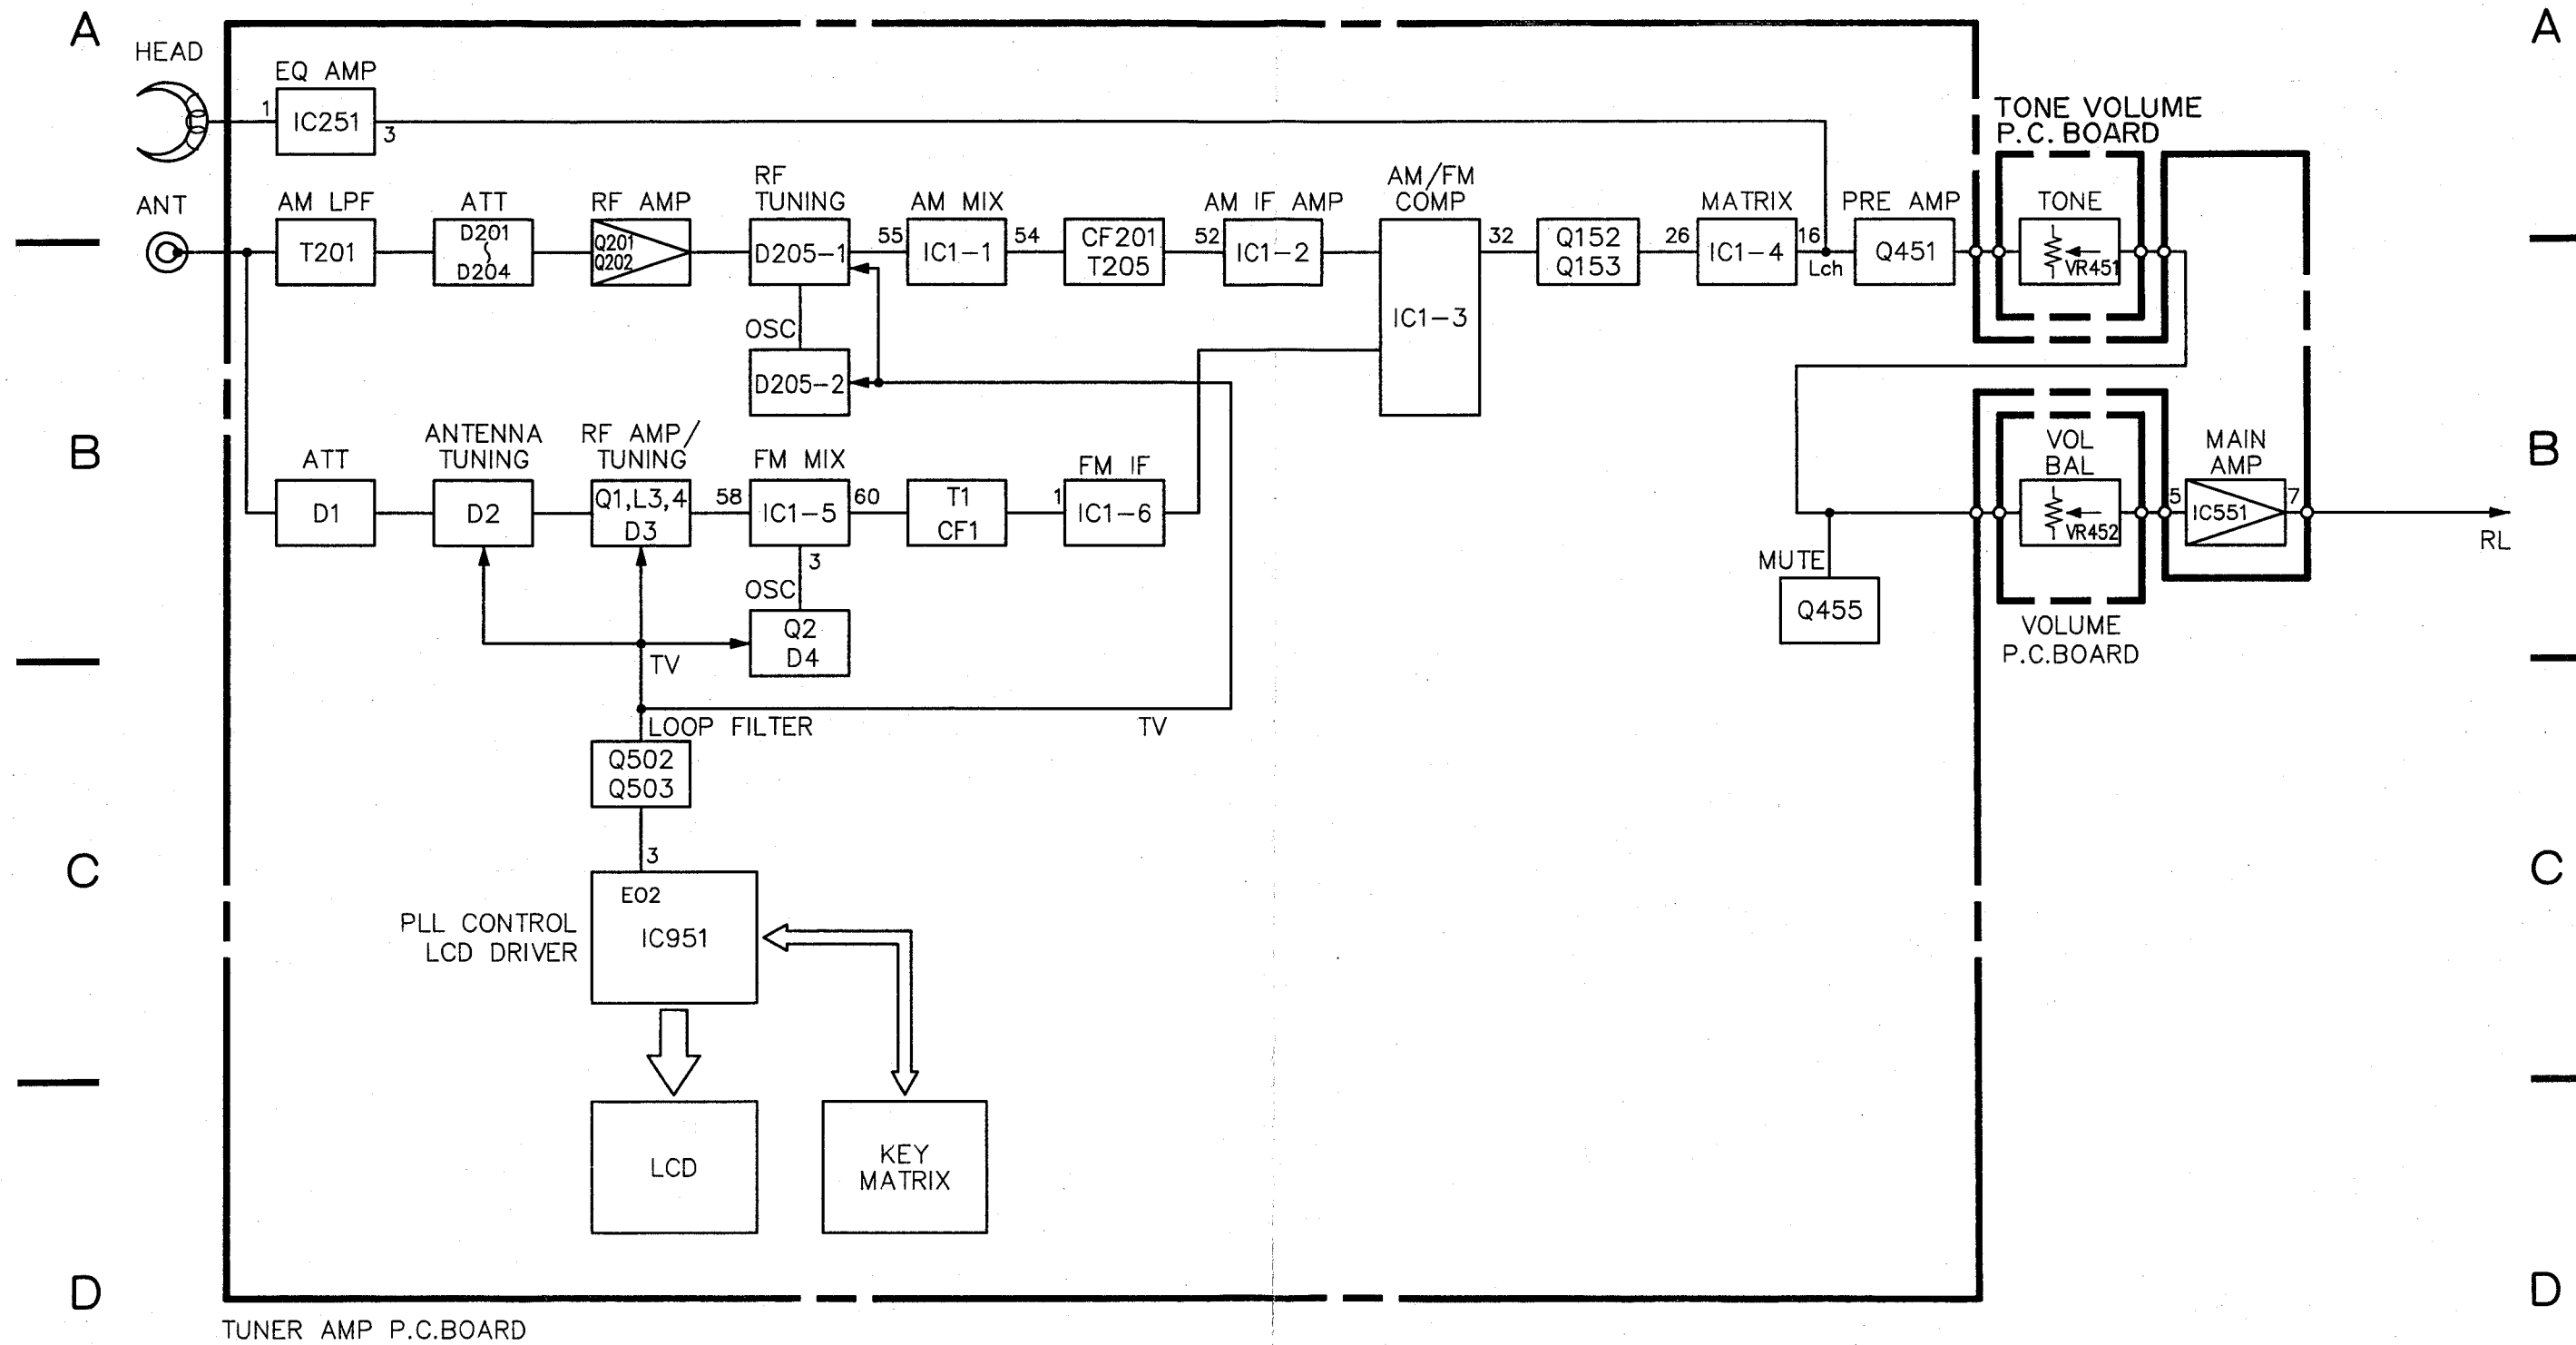 A
A
HEAD
EQ AMP
1
IC251
3
TONE VOLUME
P.C. BOARD
ANT
AM LPF
T201
ATT
D201
∫
D204
RF AMP
Q201
Q202
RF
TUNING
D205-1
55
AM MIX
IC1-1
54
CF201
T205
52
AM IF AMP
IC1-2
AM/FM
COMP
IC1-3
32
Q152
Q153
26
MATRIX
IC1-4
16
Lch
PRE AMP
Q451
TONE
VR451
OSC
D205-2
B
B
ATT
D1
ANTENNA
TUNING
D2
RF AMP/
TUNING
Q1,L3,4
D3
58
FM MIX
IC1-5
60
3
T1
CF1
1
FM IF
IC1-6
VOL
BAL
VR452
MAIN
AMP
5
IC551
7
RL
OSC
Q2
D4
TV
MUTE
Q455
VOLUME
P.C.BOARD
LOOP FILTER
TV
Q502
Q503
3
C
C
EO2
IC951
PLL CONTROL
LCD DRIVER
LCD
KEY
MATRIX
D
D
TUNER AMP P.C.BOARD